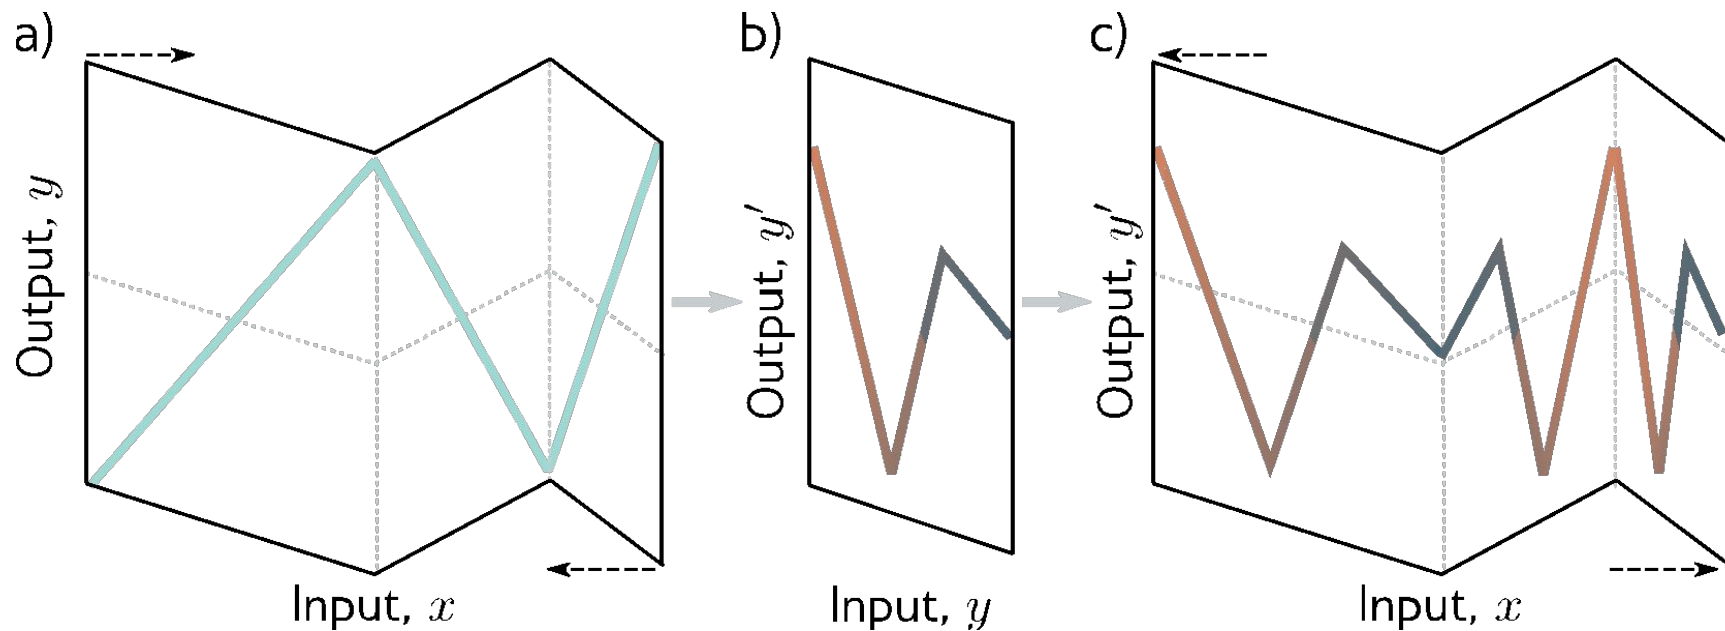 a)
Output, y
Input, x
b)
Output, y′
Input, y
c)
Output, y′
Input, x